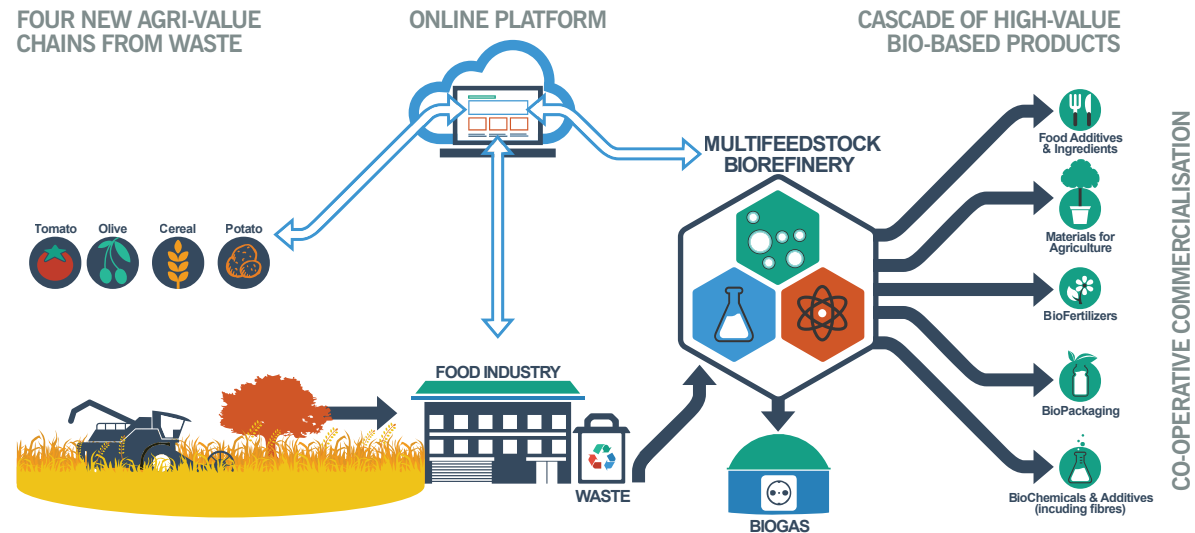 FOUR NEW AGRI-VALUE
CHAINS FROM WASTE
ONLINE PLATFORM
CASCADE OF HIGH-VALUE
BIO-BASED PRODUCTS
Tomato
Olive
Cereal
Potato
MULTIFEEDSTOCK
BIOREFINERY
FOOD INDUSTRY
WASTE
BIOGAS
Food Additives
& Ingredients
Materials for
Agriculture
BioFertilizers
BioPackaging
BioChemicals & Additives
(incuding fibres)
CO-OPERATIVE COMMERCIALISATION